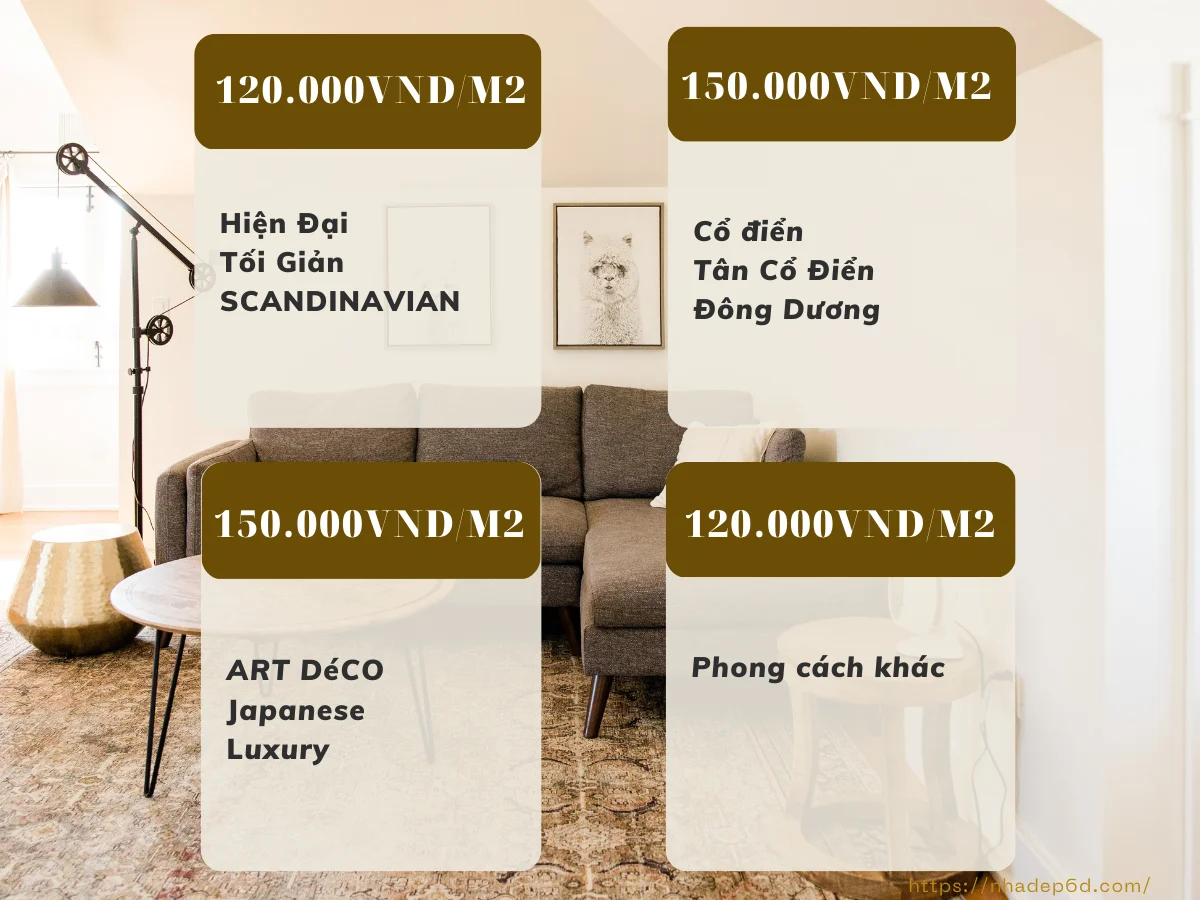 120.000VND/M2
Hiện Đại
Tối Giản
SCANDINAVIAN
150.000VND/M2
Cổ điển
Tân Cổ Điển
Đông Dương
150.000VND/M2
ART DéCO
Japanese
Luxury
120.000VND/M2
Phong cách khác
https://nhadep6d.com/